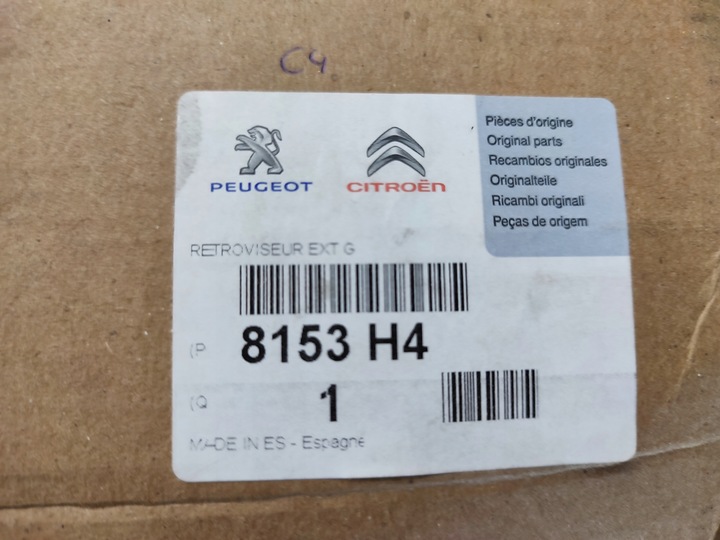 C4
PEUGEOT
CITROËN
Pièces d'origine
Original parts
Recambios originales
Originalteile
Ricambi originali
Peças de origem
RETROVISEUR EXT G
(P 8153 H4
(Q 1
MADE IN ES - Espagne